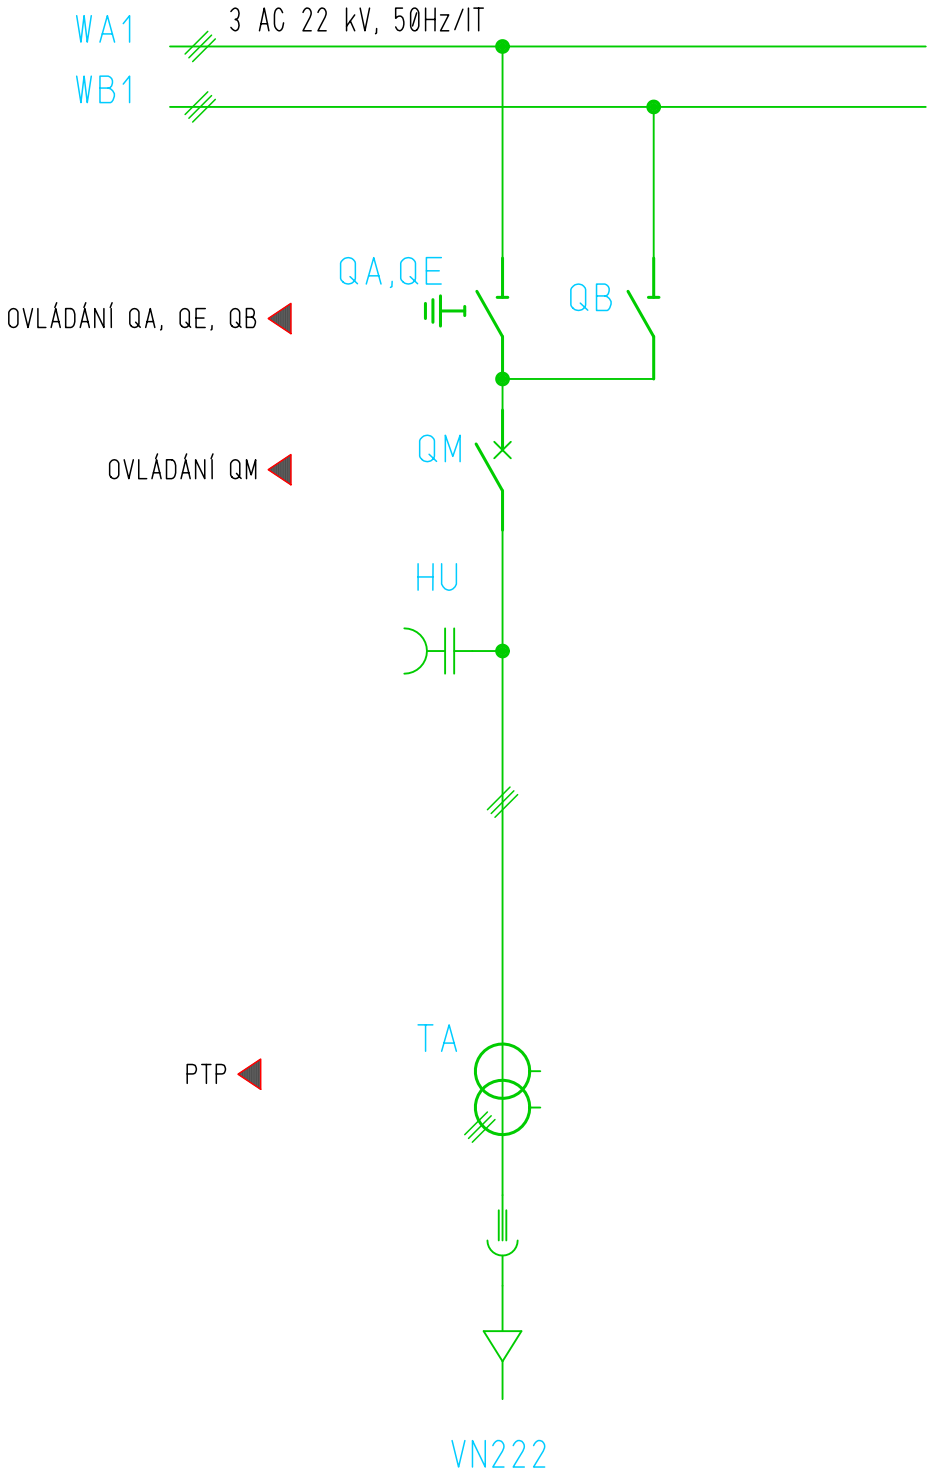 WA1
3 AC 22 kV, 50Hz/IT
WB1
QA,QE
QB
OVLÁDÁNÍ QA, QE, QB
QM
OVLÁDÁNÍ QM
HU
TA
PTP
VN222